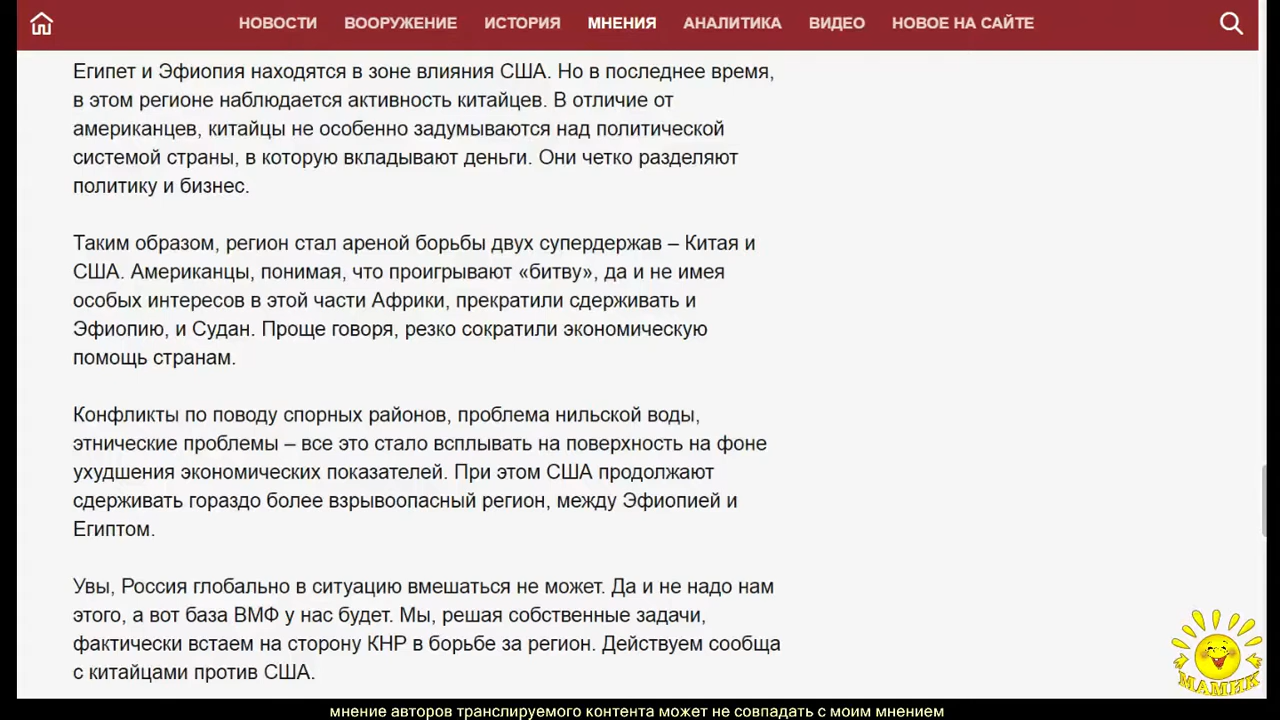 НОВОСТИ ВООРУЖЕНИЕ ИСТОРИЯ МНЕНИЯ АНАЛИТИКА ВИДЕО НОВОЕ НА САЙТЕ
Египет и Эфиопия находятся в зоне влияния США. Но в последнее время,
в этом регионе наблюдается активность китайцев. В отличие от
американцев, китайцы не особенно задумываются над политической
системой страны, в которую вкладывают деньги. Они четко разделяют
политику и бизнес.
Таким образом, регион стал ареной борьбы двух супердержав – Китая и
США. Американцы, понимая, что проигрывают «битву», да и не имея
особых интересов в этой части Африки, прекратили сдерживать и
Эфиопию, и Судан. Проще говоря, резко сократили экономическую
помощь странам.
Конфликты по поводу спорных районов, проблема нильской воды,
этнические проблемы – все это стало всплывать на поверхность на фоне
ухудшения экономических показателей. При этом США продолжают
сдерживать гораздо более взрывоопасный регион, между Эфиопией и
Египтом.
Увы, Россия глобально в ситуацию вмешаться не может. Да и не надо нам
этого, а вот база ВМФ у нас будет. Мы, решая собственные задачи,
фактически встаем на сторону КНР в борьбе за регион. Действуем сообща
с китайцами против США.
МАМИК
мнение авторов транслируемого контента может не совпадать с моим мнением